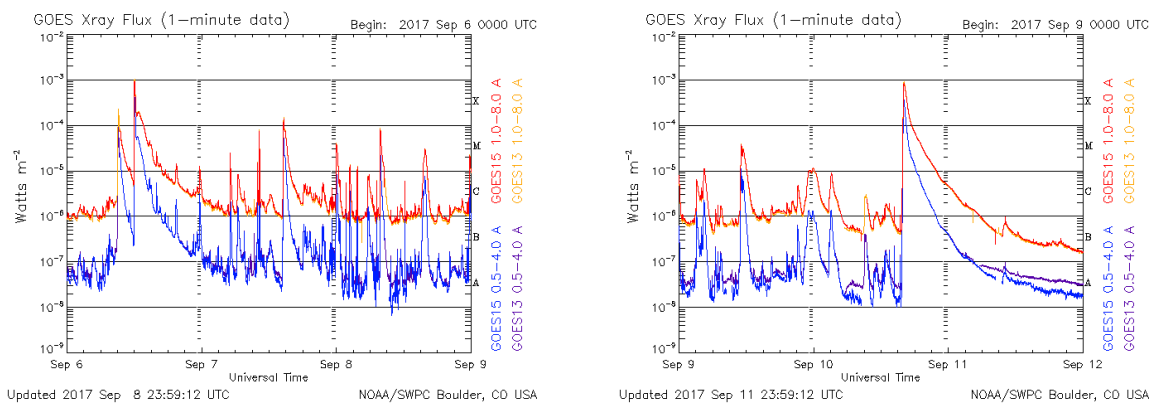 GOES Xray Flux (1-minute data)
Begin: 2017 Sep 6 0000 UTC
10⁻²
10⁻³
10⁻⁴
10⁻⁵
10⁻⁶
10⁻⁷
10⁻⁸
10⁻⁹
Watts m⁻²
X
M
C
B
A
GOES15 1.0-8.0 A
GOES13 1.0-8.0 A
GOES15 0.5-4.0 A
GOES13 0.5-4.0 A
Sep 6
Sep 7
Sep 8
Sep 9
Universal Time
Updated 2017 Sep 8 23:59:12 UTC
NOAA/SWPC Boulder, CO USA
GOES Xray Flux (1-minute data)
Begin: 2017 Sep 9 0000 UTC
10⁻²
10⁻³
10⁻⁴
10⁻⁵
10⁻⁶
10⁻⁷
10⁻⁸
10⁻⁹
Watts m⁻²
X
M
C
B
A
GOES15 1.0-8.0 A
GOES13 1.0-8.0 A
GOES15 0.5-4.0 A
GOES13 0.5-4.0 A
Sep 9
Sep 10
Sep 11
Sep 12
Universal Time
Updated 2017 Sep 11 23:59:12 UTC
NOAA/SWPC Boulder, CO USA